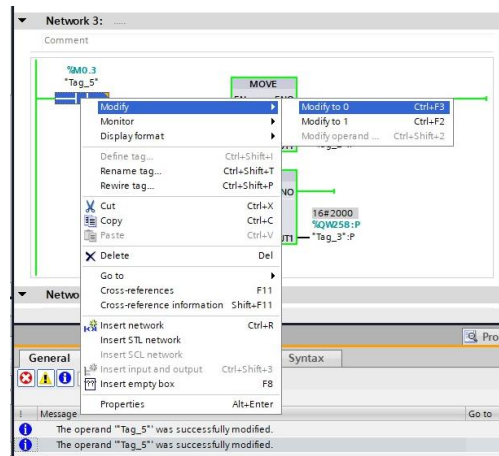 Network 3: .....
Comment
%M0.3
"Tag_5"
MOVE
Modify
Modify to 0 Ctrl+F3
Monitor
Modify to 1 Ctrl+F2
Display format
Modify operand ... Ctrl+Shift+2
Define tag... Ctrl+Shift+I
Rename tag... Ctrl+Shift+T
Rewire tag... Ctrl+Shift+P
NO
Cut Ctrl+X
Copy Ctrl+C
16#2000
%QW258:P
Paste Ctrl+V
"Tag_3":P
Delete Del
Go to
Cross-references F11
Cross-reference information Shift+F11
Netwo
Insert network Ctrl+R
Insert STL network
Pro
Insert SCL network
General
Syntax
Insert input and output Ctrl+Shift+3
Insert empty box F8
Properties Alt+Enter
! Message
Go to
The operand '"Tag_5"' was successfully modified.
The operand '"Tag_5"' was successfully modified.